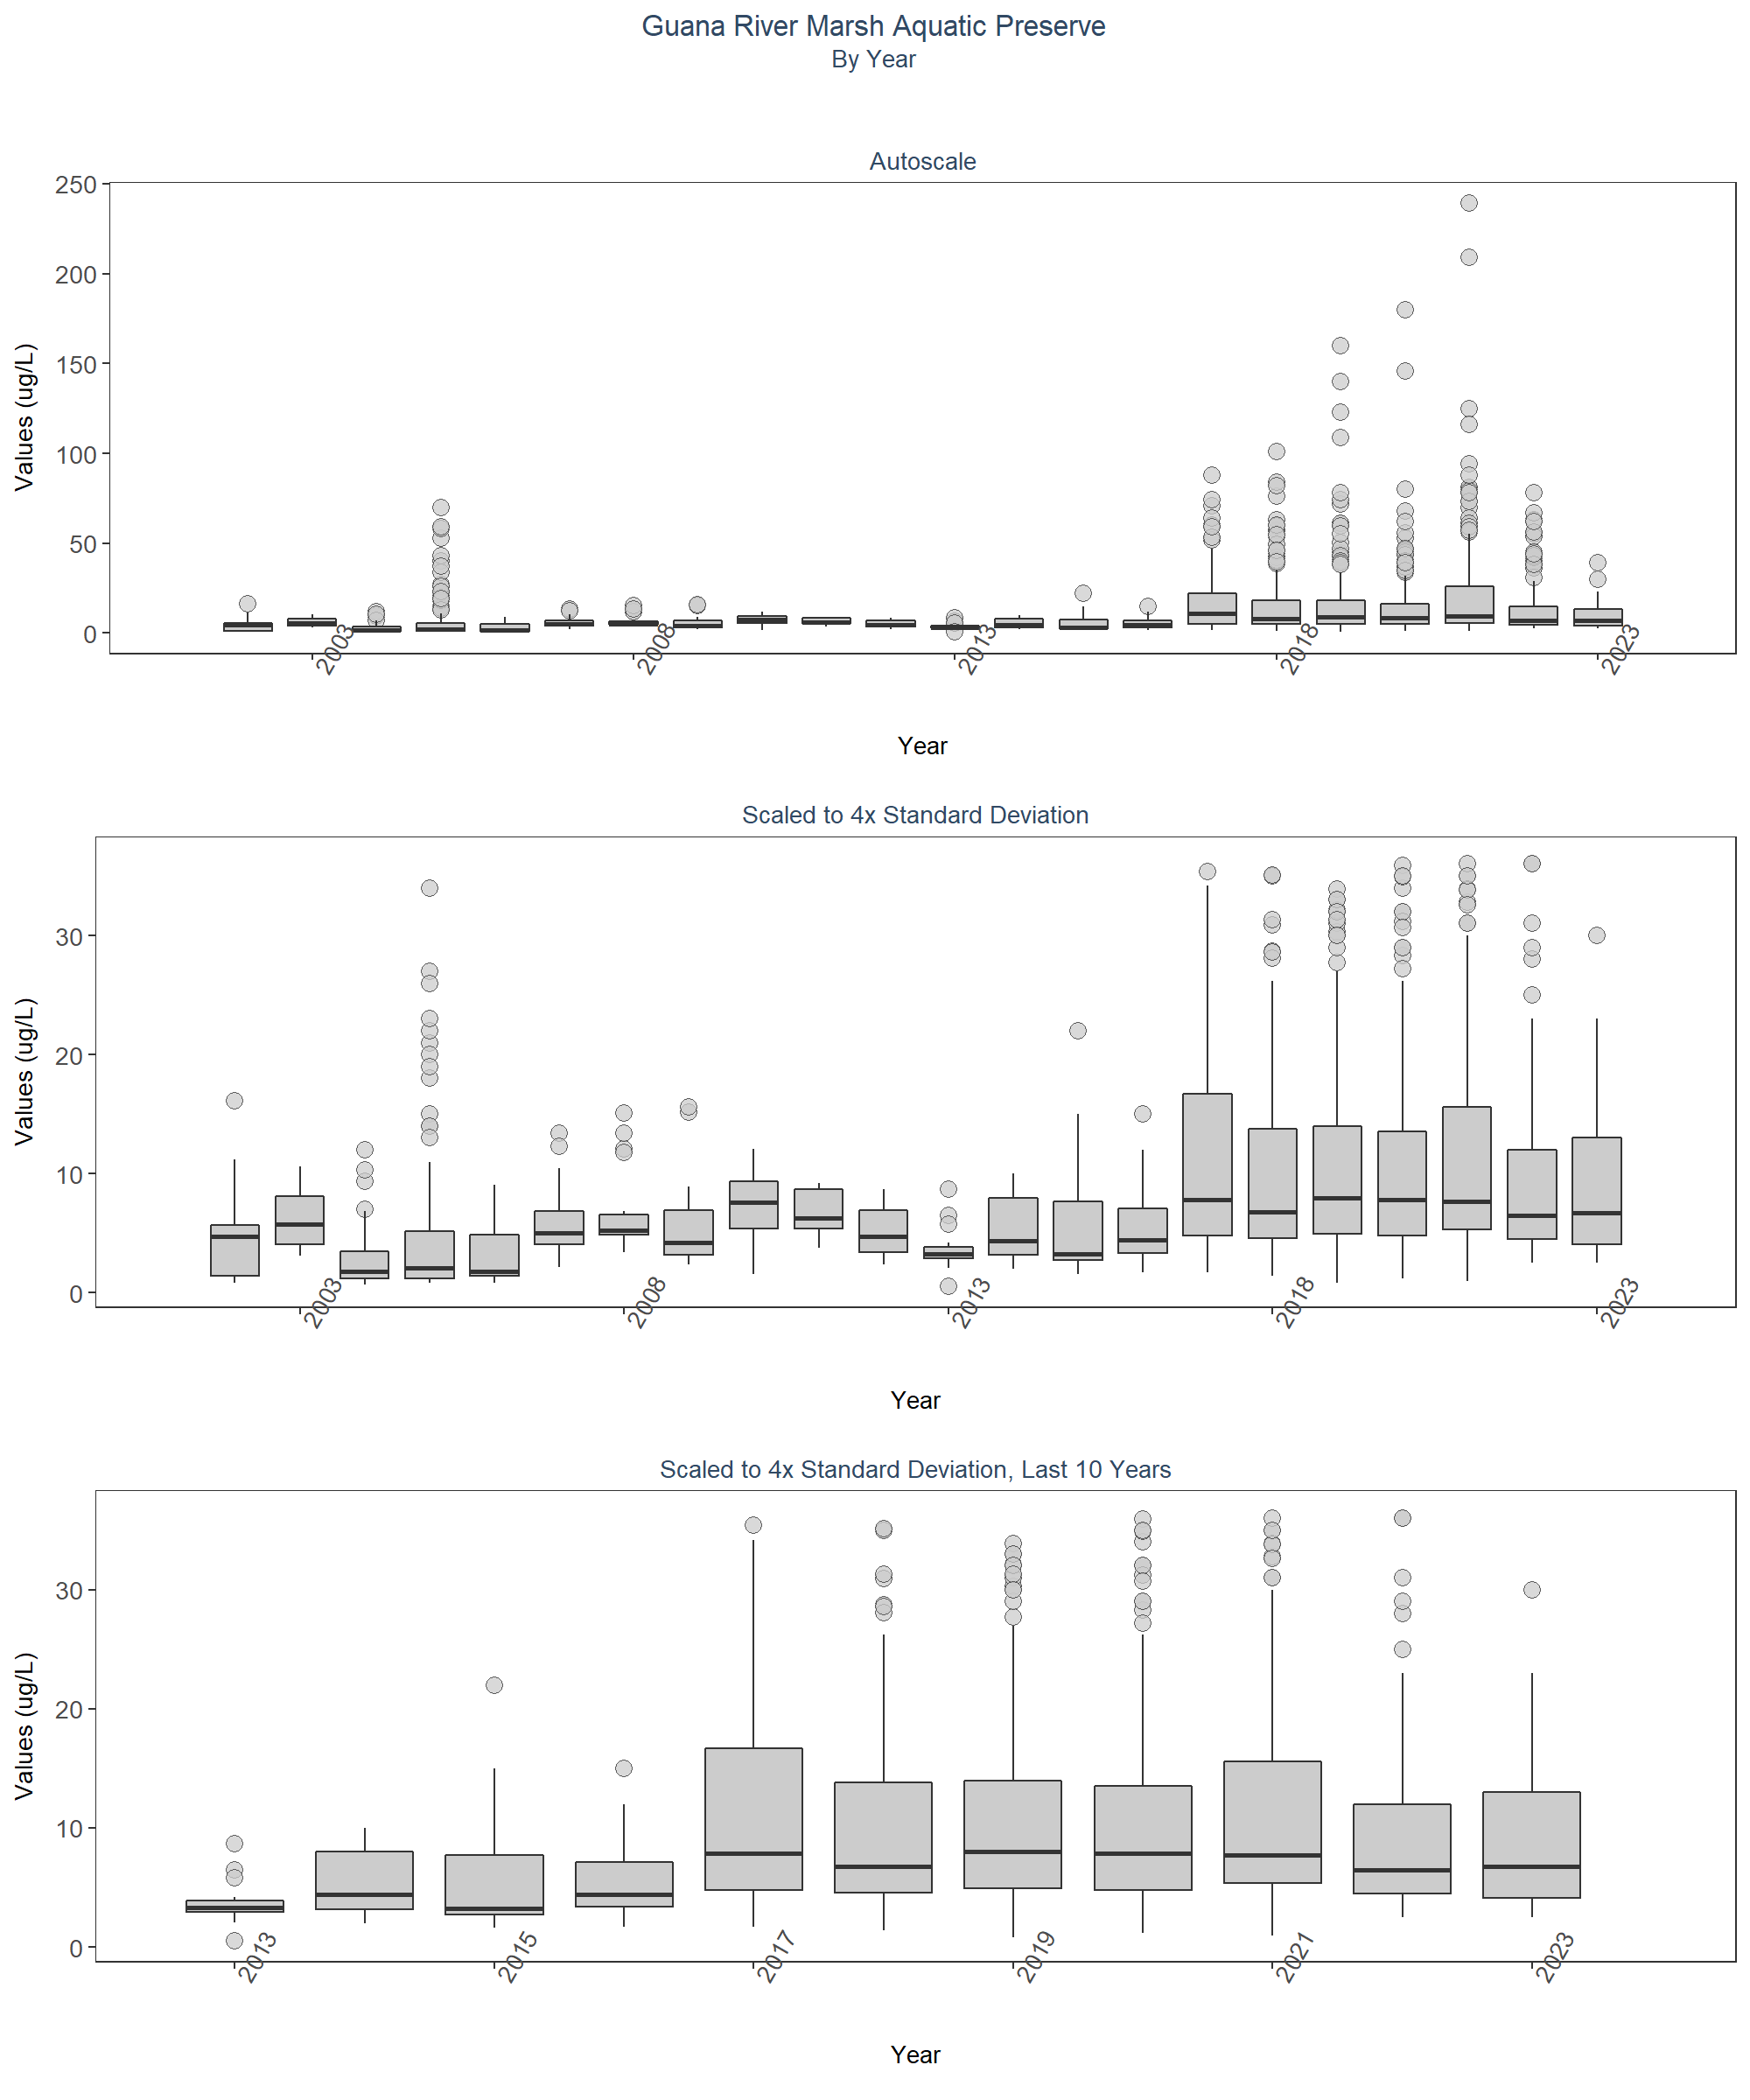 Guana River Marsh Aquatic Preserve
By Year
Autoscale
Values (ug/L)
250
200
150
100
50
0
2003
2008
2013
2018
2023
Year
Scaled to 4x Standard Deviation
Values (ug/L)
30
20
10
0
2003
2008
2013
2018
2023
Year
Scaled to 4x Standard Deviation, Last 10 Years
Values (ug/L)
30
20
10
0
2013
2015
2017
2019
2021
2023
Year